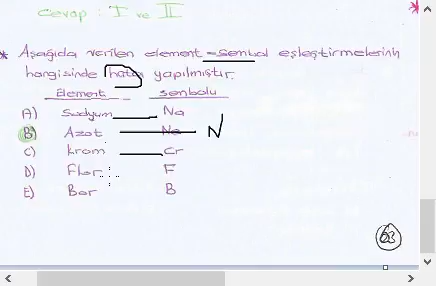 Cevap: I ve II
* Aşağıda verilen element - sembol eşleştirmelerinin
hangisinde hata yapılmıştır.
Element Sembolu
A) Sodyum Na
B) Azot Ne N
C) Krom Cr
D) Flor F
E) Bor B
63